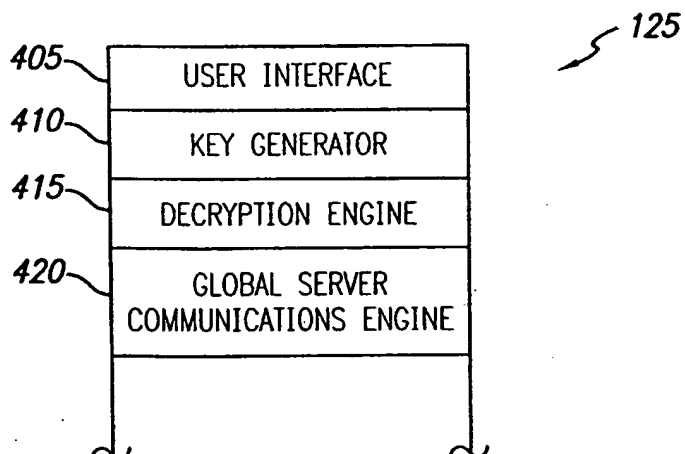 125
405
USER INTERFACE
410
KEY GENERATOR
415
DECRYPTION ENGINE
420
GLOBAL SERVER
COMMUNICATIONS ENGINE